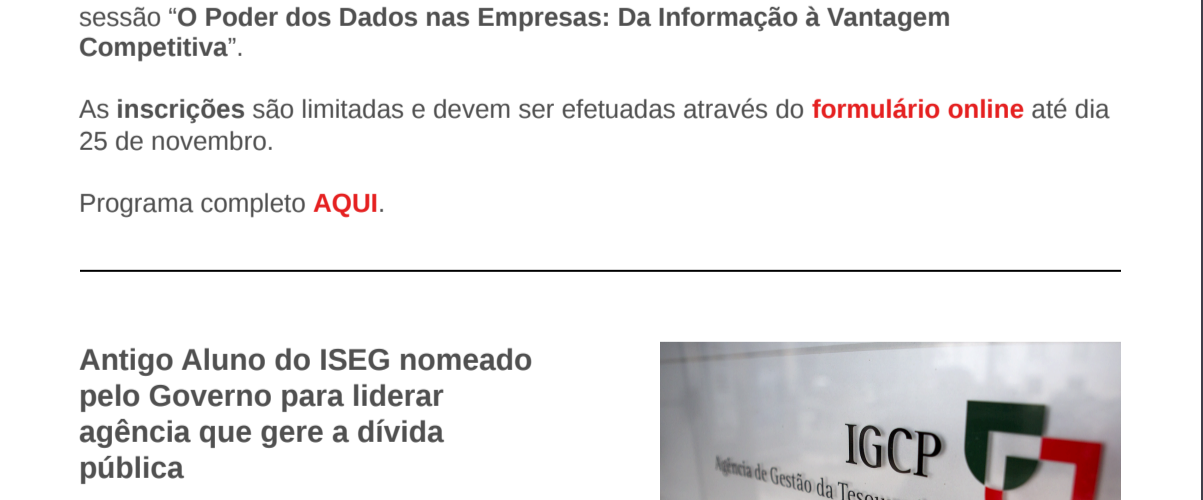 sessão “O Poder dos Dados nas Empresas: Da Informação à Vantagem
Competitiva”.
As inscrições são limitadas e devem ser efetuadas através do formulário online até dia
25 de novembro.
Programa completo AQUI.
Antigo Aluno do ISEG nomeado
pelo Governo para liderar
agência que gere a dívida
pública
IGCP
Agência de Gestão da